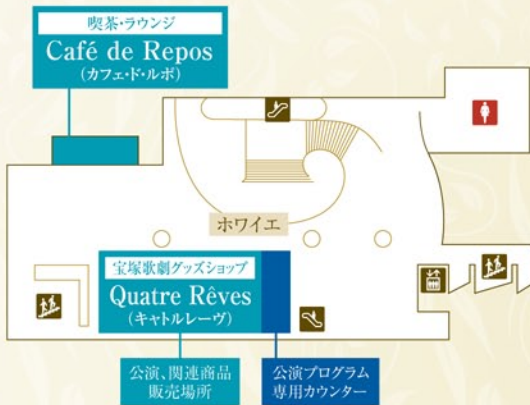 喫茶・ラウンジ
Café de Repos
(カフェ・ド・ルポ)
ホワイエ
宝塚歌劇グッズショップ
Quatre Rêves
(キャトルレーヴ)
公演、関連商品
販売場所
公演プログラム
専用カウンター